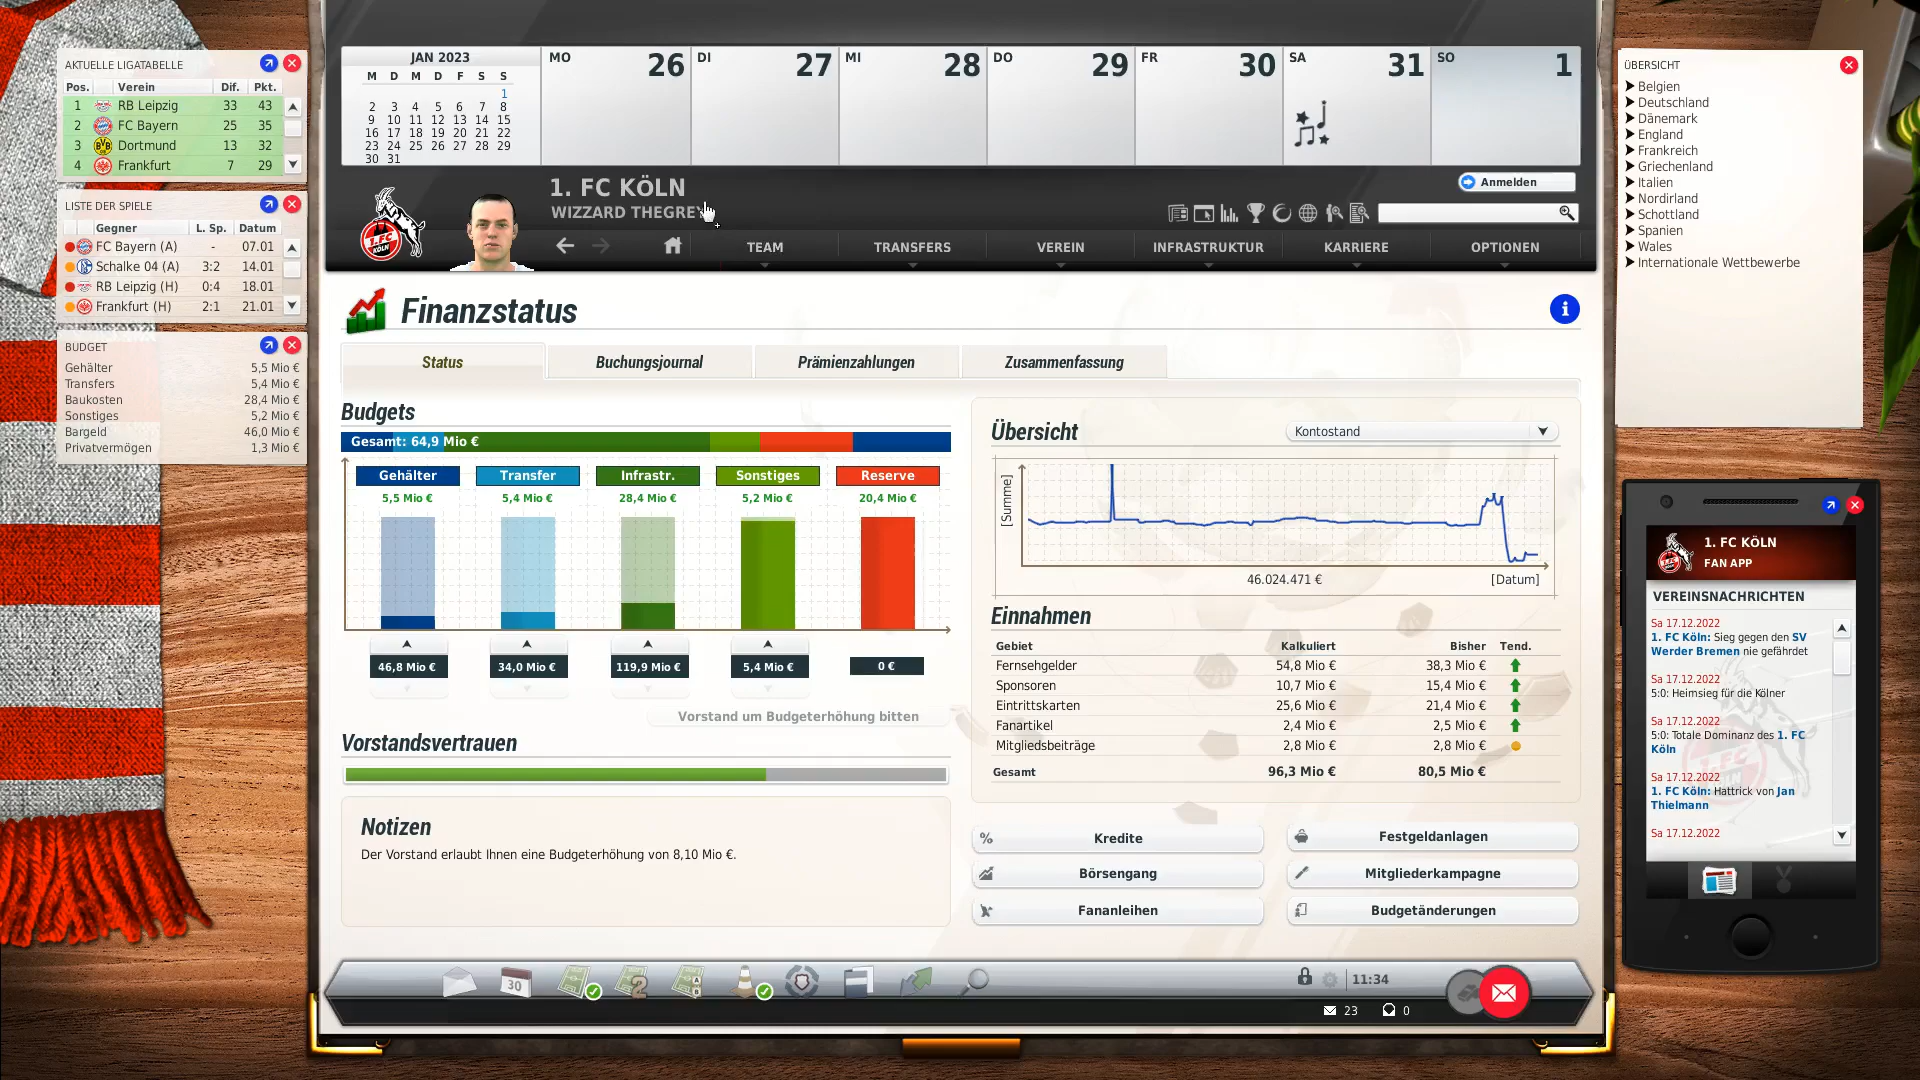 AKTUELLE LIGATABELLE
Pos. Verein Dif. Pkt.
1 RB Leipzig 33 43
2 FC Bayern 25 35
3 Dortmund 13 32
4 Frankfurt 7 29
LISTE DER SPIELE
Gegner L. Sp. Datum
FC Bayern (A) - 07.01
Schalke 04 (A) 3:2 14.01
RB Leipzig (H) 0:4 18.01
Frankfurt (H) 2:1 21.01
BUDGET
Gehälter 5,5 Mio €
Transfers 5,4 Mio €
Baukosten 28,4 Mio €
Sonstiges 5,2 Mio €
Bargeld 46,0 Mio €
Privatvermögen 1,3 Mio €
JAN 2023
M D M D F S S
1
2 3 4 5 6 7 8
9 10 11 12 13 14 15
16 17 18 19 20 21 22
23 24 25 26 27 28 29
30 31
MO 26 DI 27 MI 28 DO 29 FR 30 SA 31 SO 1
1. FC KÖLN
WIZZARD THEGREY
Anmelden
TEAM TRANSFERS VEREIN INFRASTRUKTUR KARRIERE OPTIONEN
Finanzstatus
Status Buchungsjournal Prämienzahlungen Zusammenfassung
Budgets
Gesamt: 64,9 Mio €
Gehälter Transfer Infrastr. Sonstiges Reserve
5,5 Mio € 5,4 Mio € 28,4 Mio € 5,2 Mio € 20,4 Mio €
46,8 Mio € 34,0 Mio € 119,9 Mio € 5,4 Mio € 0 €
Vorstand um Budgeterhöhung bitten
Vorstandsvertrauen
Notizen
Der Vorstand erlaubt Ihnen eine Budgeterhöhung von 8,10 Mio €.
Übersicht
Kontostand
[Summe]
46.024.471 € [Datum]
Einnahmen
Gebiet Kalkuliert Bisher Tend.
Fernsehgelder 54,8 Mio € 38,3 Mio €
Sponsoren 10,7 Mio € 15,4 Mio €
Eintrittskarten 25,6 Mio € 21,4 Mio €
Fanartikel 2,4 Mio € 2,5 Mio €
Mitgliedsbeiträge 2,8 Mio € 2,8 Mio €
Gesamt 96,3 Mio € 80,5 Mio €
Kredite Festgeldanlagen
Börsengang Mitgliederkampagne
Fananleihen Budgetänderungen
30
2
11:34
23 0
ÜBERSICHT
Belgien
Deutschland
Dänemark
England
Frankreich
Griechenland
Italien
Nordirland
Schottland
Spanien
Wales
Internationale Wettbewerbe
1. FC KÖLN
FAN APP
VEREINSNACHRICHTEN
Sa 17.12.2022
1. FC Köln: Sieg gegen den SV
Werder Bremen nie gefährdet
Sa 17.12.2022
5:0: Heimsieg für die Kölner
Sa 17.12.2022
5:0: Totale Dominanz des 1. FC
Köln
Sa 17.12.2022
1. FC Köln: Hattrick von Jan
Thielmann
Sa 17.12.2022